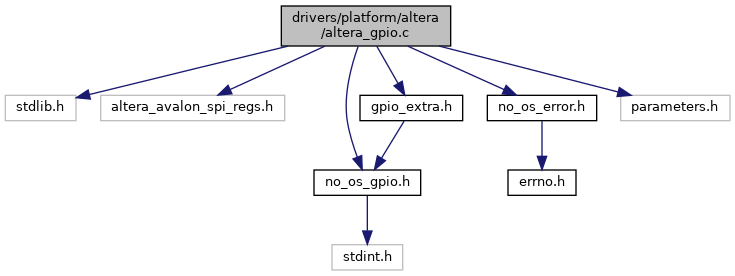 drivers/platform/altera
/altera_gpio.c
stdlib.h
altera_avalon_spi_regs.h
gpio_extra.h
no_os_error.h
parameters.h
no_os_gpio.h
errno.h
stdint.h